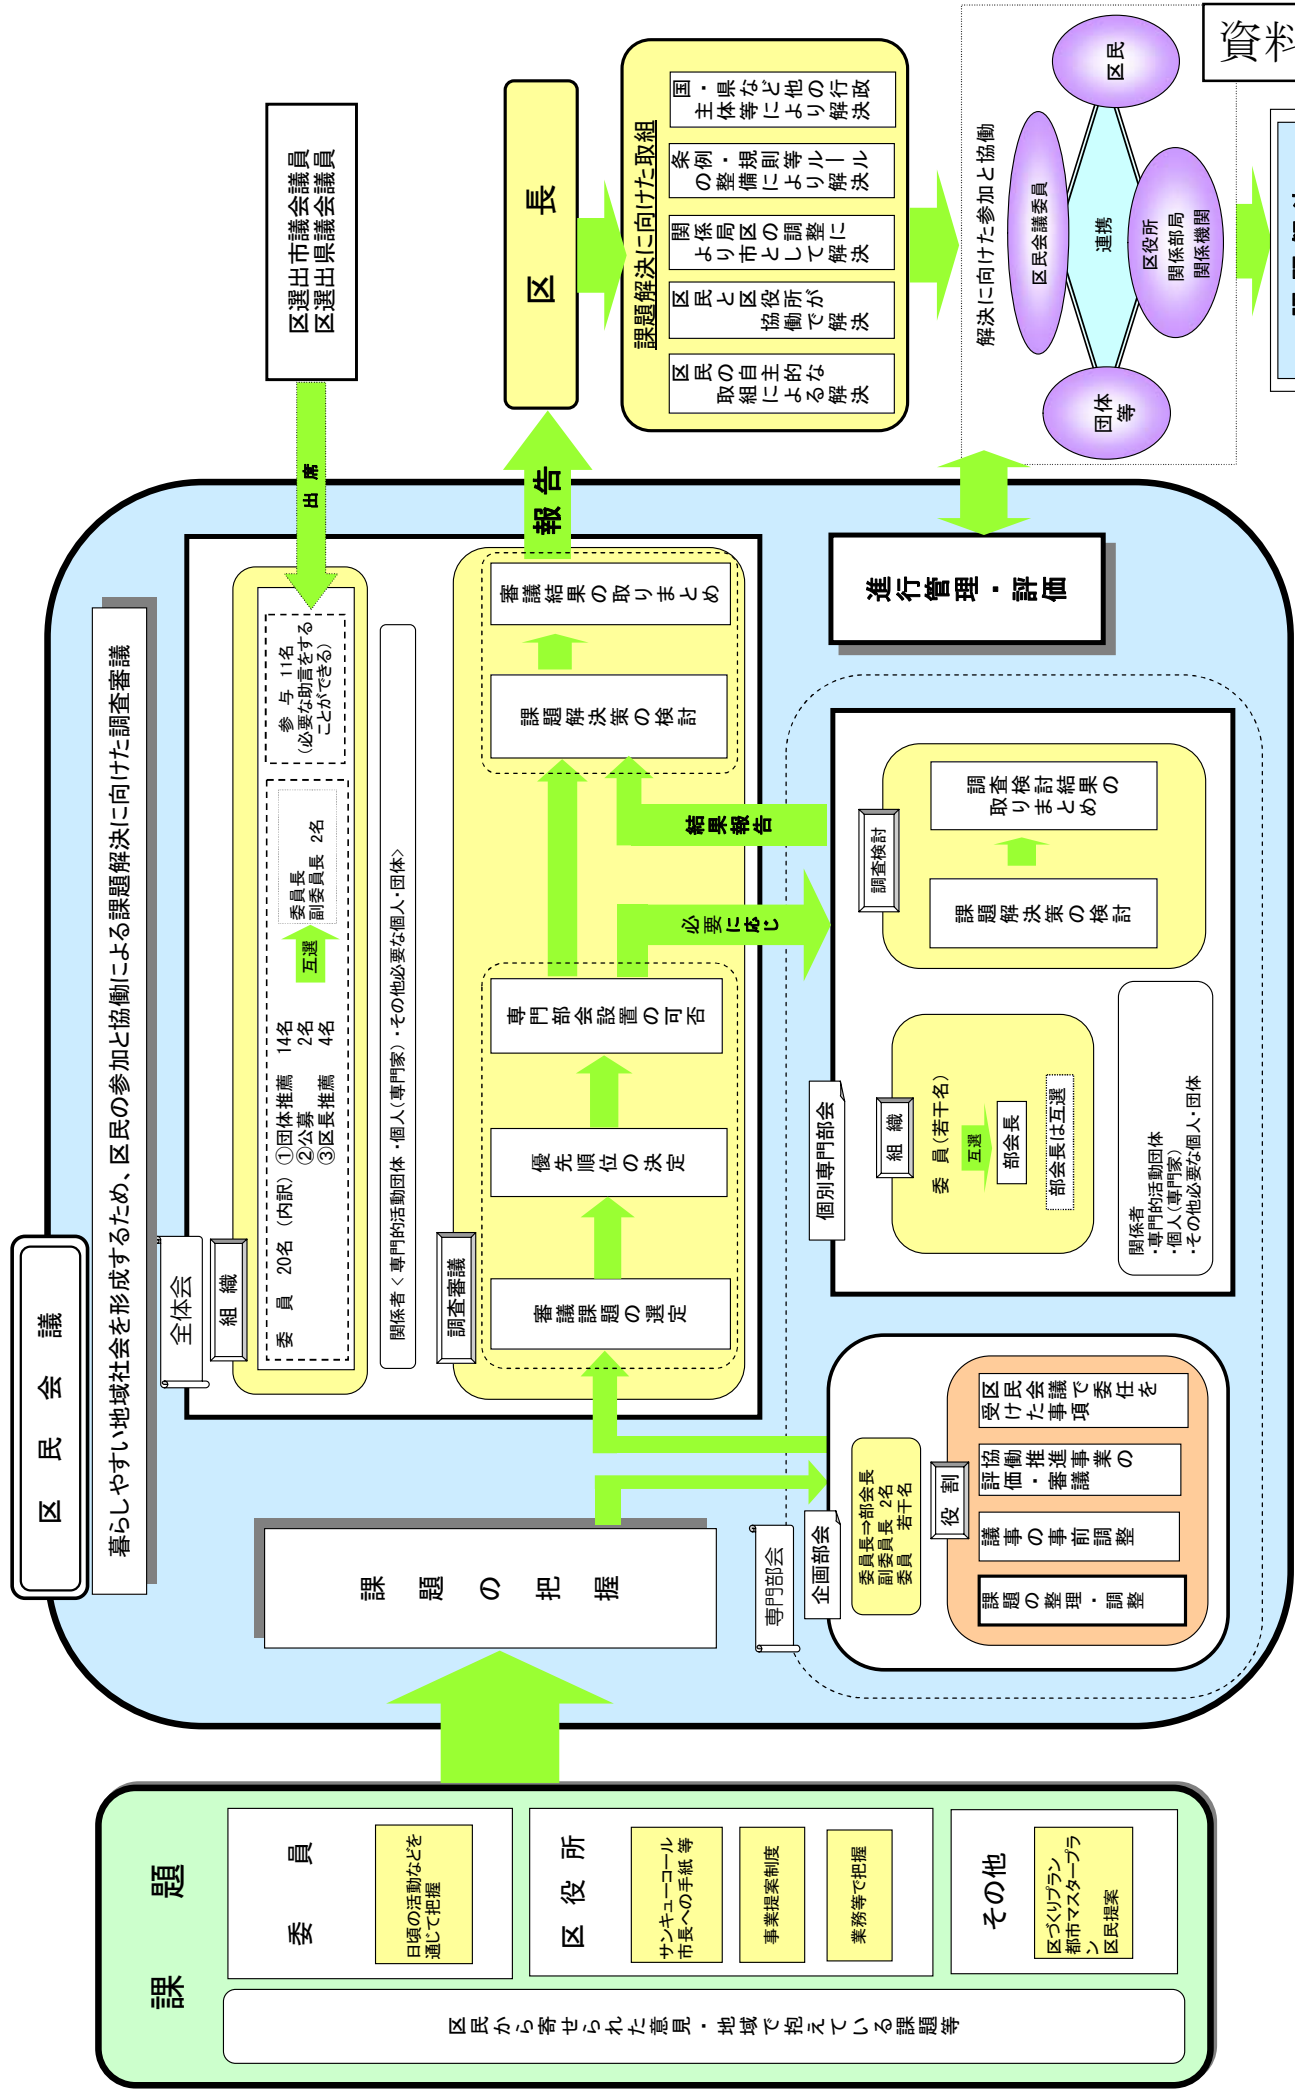 資料
区民会議
暮らしやすい地域社会を形成するため、区民の参加と協働による課題解決に向けた調査審議
課題
区民から寄せられた意見・地域で抱えている課題等
委員
日頃の活動などを
通じて把握
区役所
サンキューコール
市長への手紙 等
事業提案制度
業務等で把握
その他
区づくりプラン
都市マスタープラ
ン 区民提案
課題の把握
全体会
組織
委 員 20名 (内訳) ①団体推薦 14名
②公募 2名
③区長推薦 4名
互選
委員長
副委員長 2名
参 与 11名
(必要な助言をする
ことができる)
関係者 < 専門的活動団体 ・個人(専門家) ・その他必要な個人・団体>
出席
区選出市議会議員
区選出県議会議員
調査審議
審議課題の選定
優先順位の決定
専門部会設置の可否
課題解決策の検討
審議結果の取りまとめ
必要に応じ
結果報告
報告
区長
課題解決に向けた取組
区民の自主的な
取組による解決
区民と区役所が
協働で解決
関係局区の調整に
より市として解決
条例・規則等ルール
の整備により解決
国・県など他の行政
主体等により解決
専門部会
企画部会
委員長⇒部会長
副委員長 2名
委員 若干名
役割
課題の整理・調整
議事の事前調整
協働推進事業の
評価・審議
区民会議で委任を
受けた事項
個別専門部会
組織
委 員(若干名)
互選
部会長
部会長は互選
関係者
・専門的活動団体
・個人(専門家)
・その他必要な個人・団体
調査検討
課題解決策の検討
調査検討結果の
取りまとめ
進行管理・評価
解決に向けた参加と協働
区民会議委員
団体
等
連携
区民
区役所
関係部局
関係機関